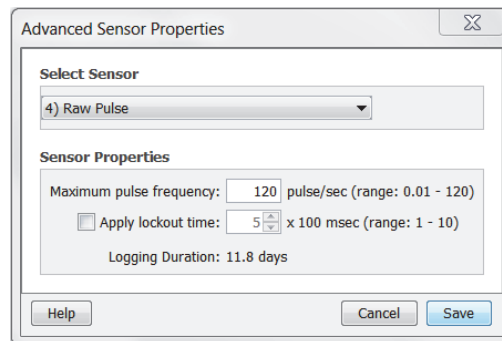 Advanced Sensor Properties
Select Sensor
4) Raw Pulse
Sensor Properties
Maximum pulse frequency: 120 pulse/sec (range: 0.01 - 120)
Apply lockout time: 5 x 100 msec (range: 1 - 10)
Logging Duration: 11.8 days
Help Cancel Save